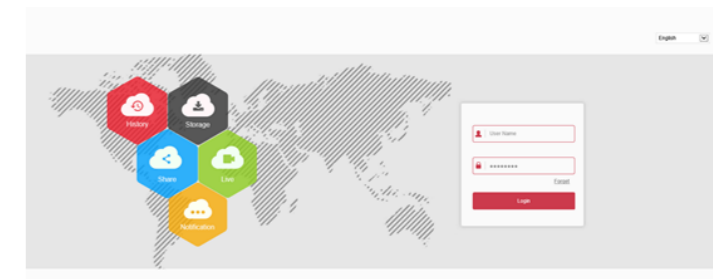 English
History
Storage
Share
Live
Notification
User Name
Forget
Login